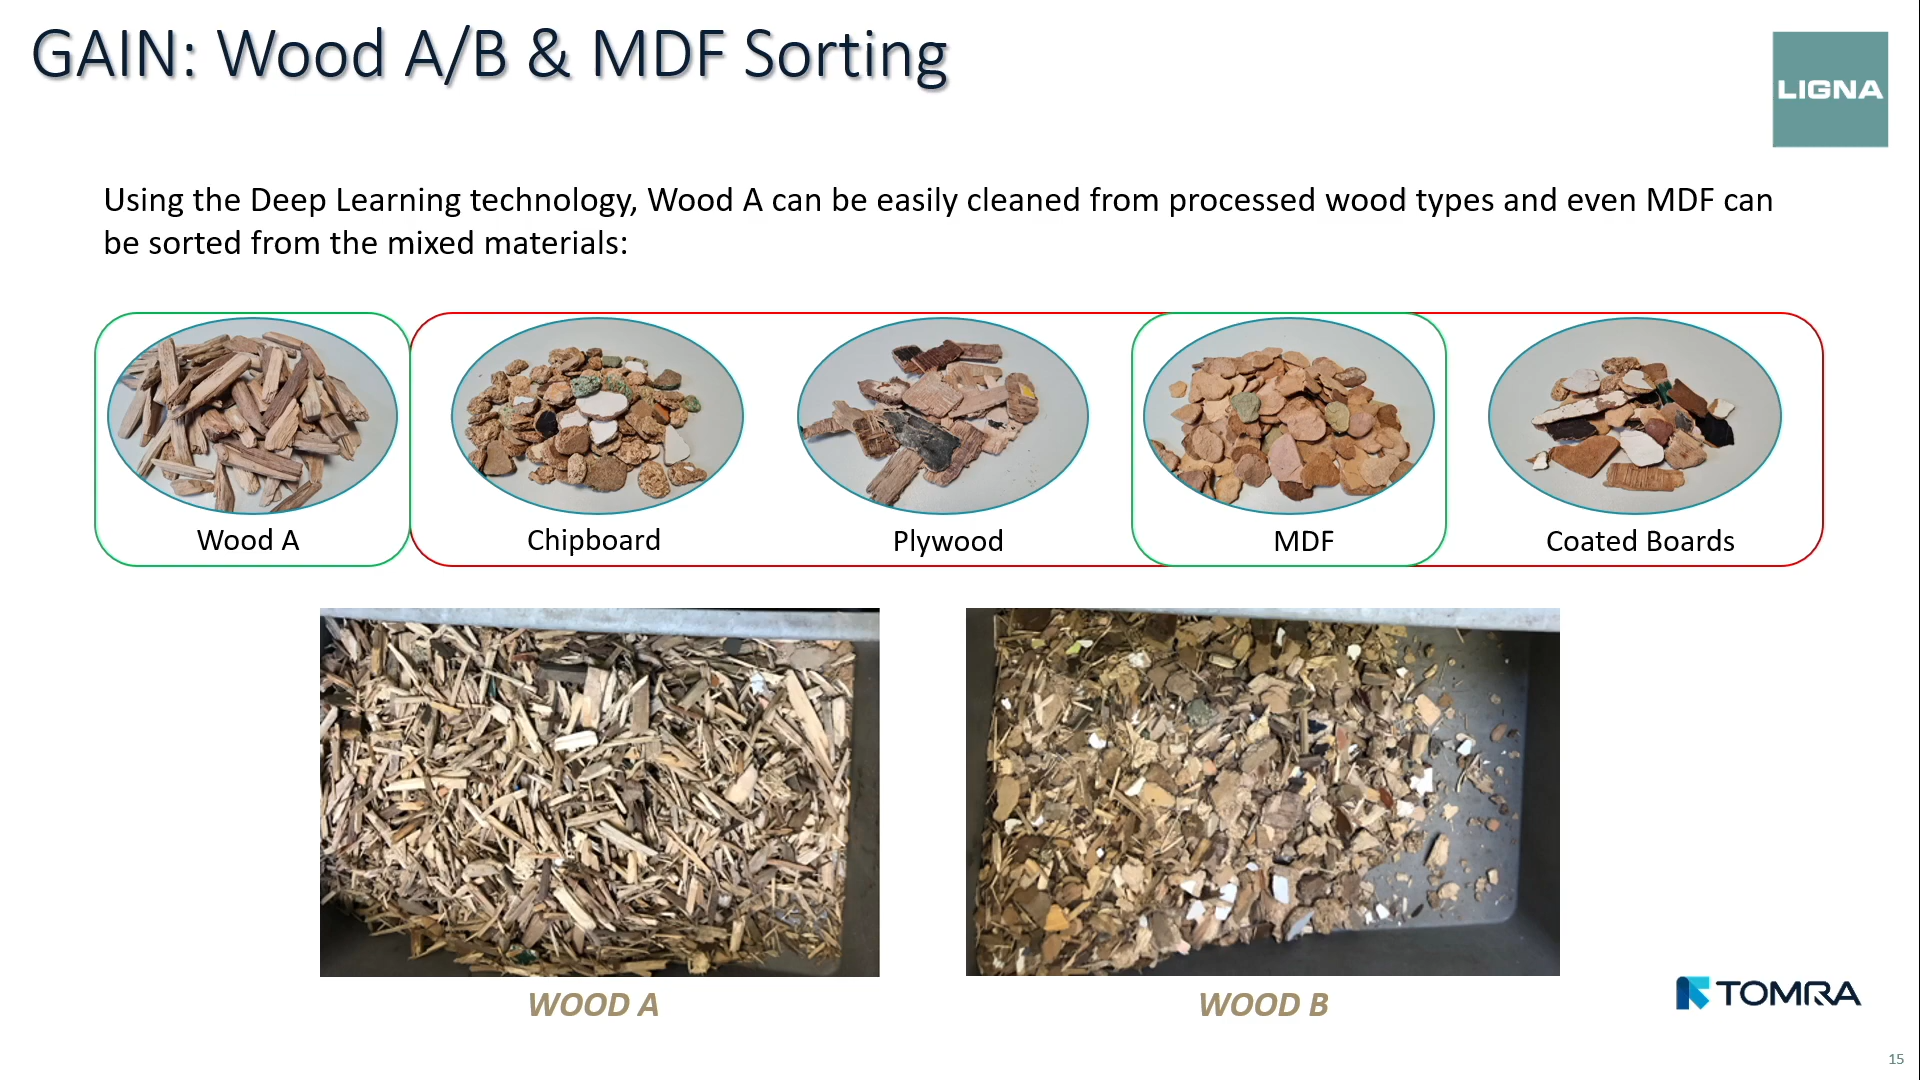 GAIN: Wood A/B & MDF Sorting
LIGNA
Using the Deep Learning technology, Wood A can be easily cleaned from processed wood types and even MDF can
be sorted from the mixed materials:
Wood A
Chipboard
Plywood
MDF
Coated Boards
WOOD A
WOOD B
TOMRA
15